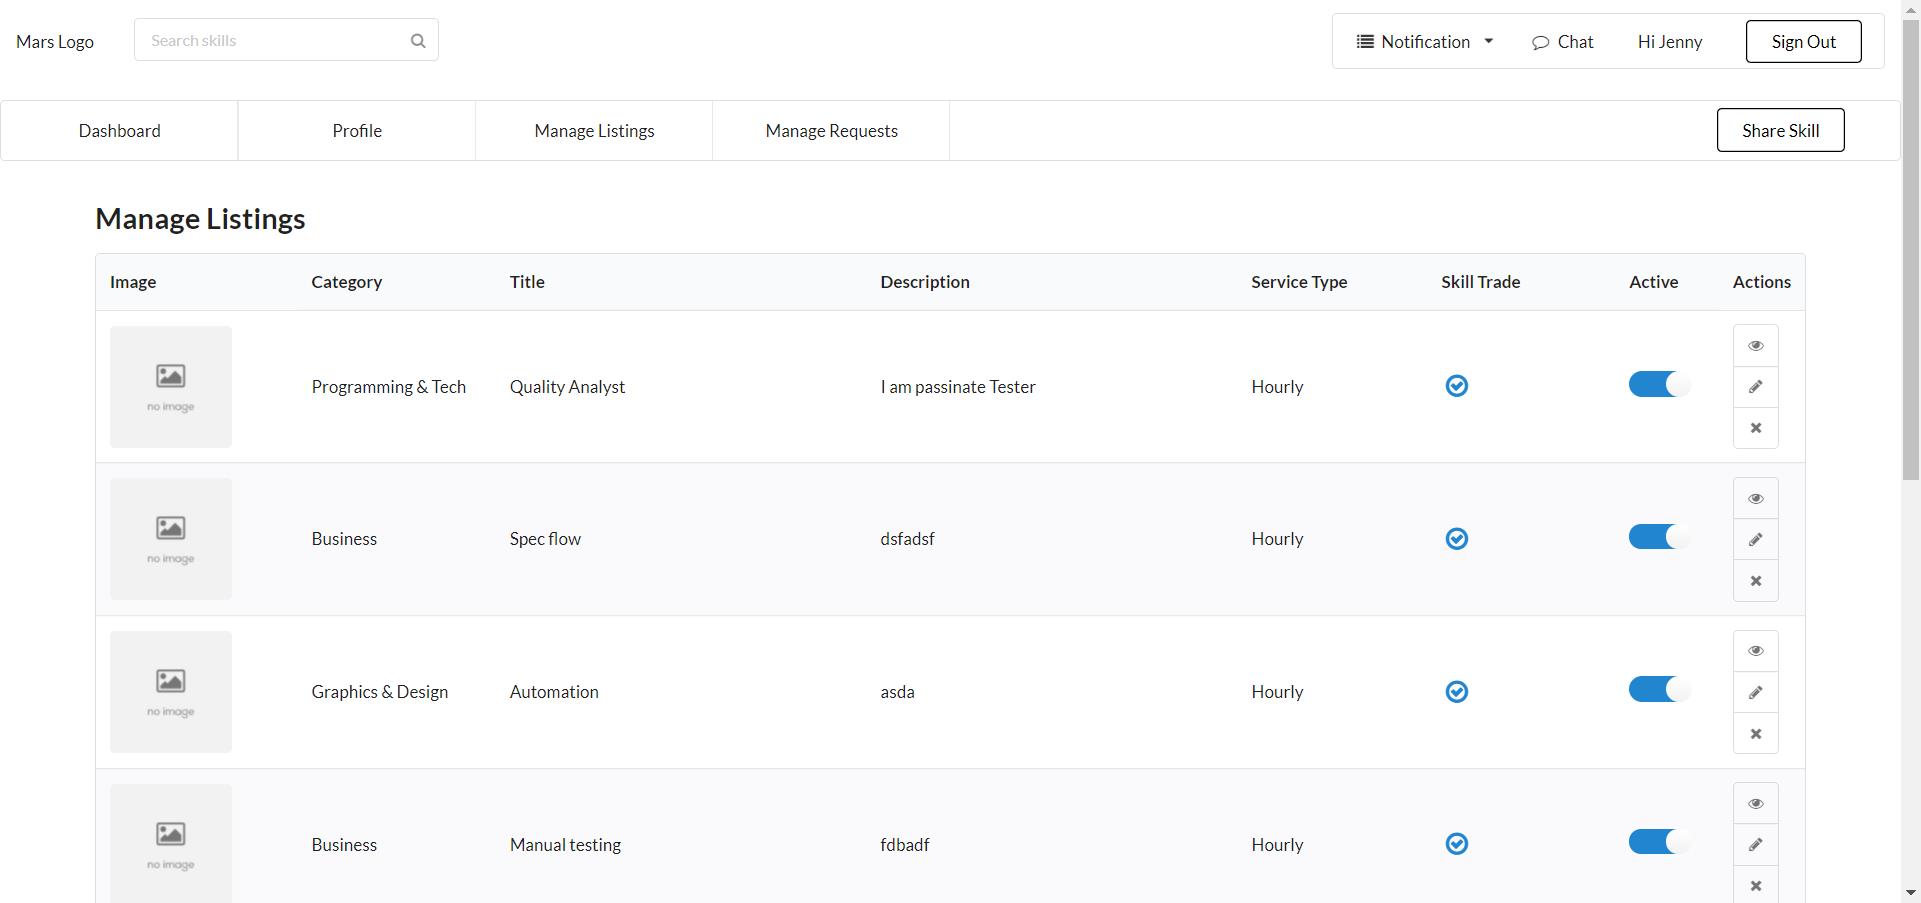 Mars Logo
Search skills
Notification
Chat
Hi Jenny
Sign Out
Dashboard
Profile
Manage Listings
Manage Requests
Share Skill
Manage Listings
Image Category Title Description Service Type Skill Trade Active Actions
no image
Programming & Tech Quality Analyst I am passinate Tester Hourly
no image
Business Spec flow dsfadsf Hourly
no image
Graphics & Design Automation asda Hourly
no image
Business Manual testing fdbadf Hourly